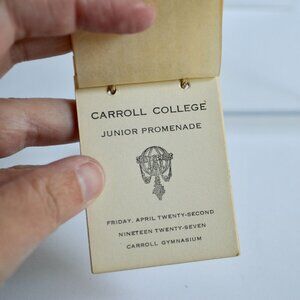 CARROLL COLLEGE
JUNIOR PROMENADE
FRIDAY, APRIL TWENTY-SECOND
NINETEEN TWENTY-SEVEN
CARROLL GYMNASIUM